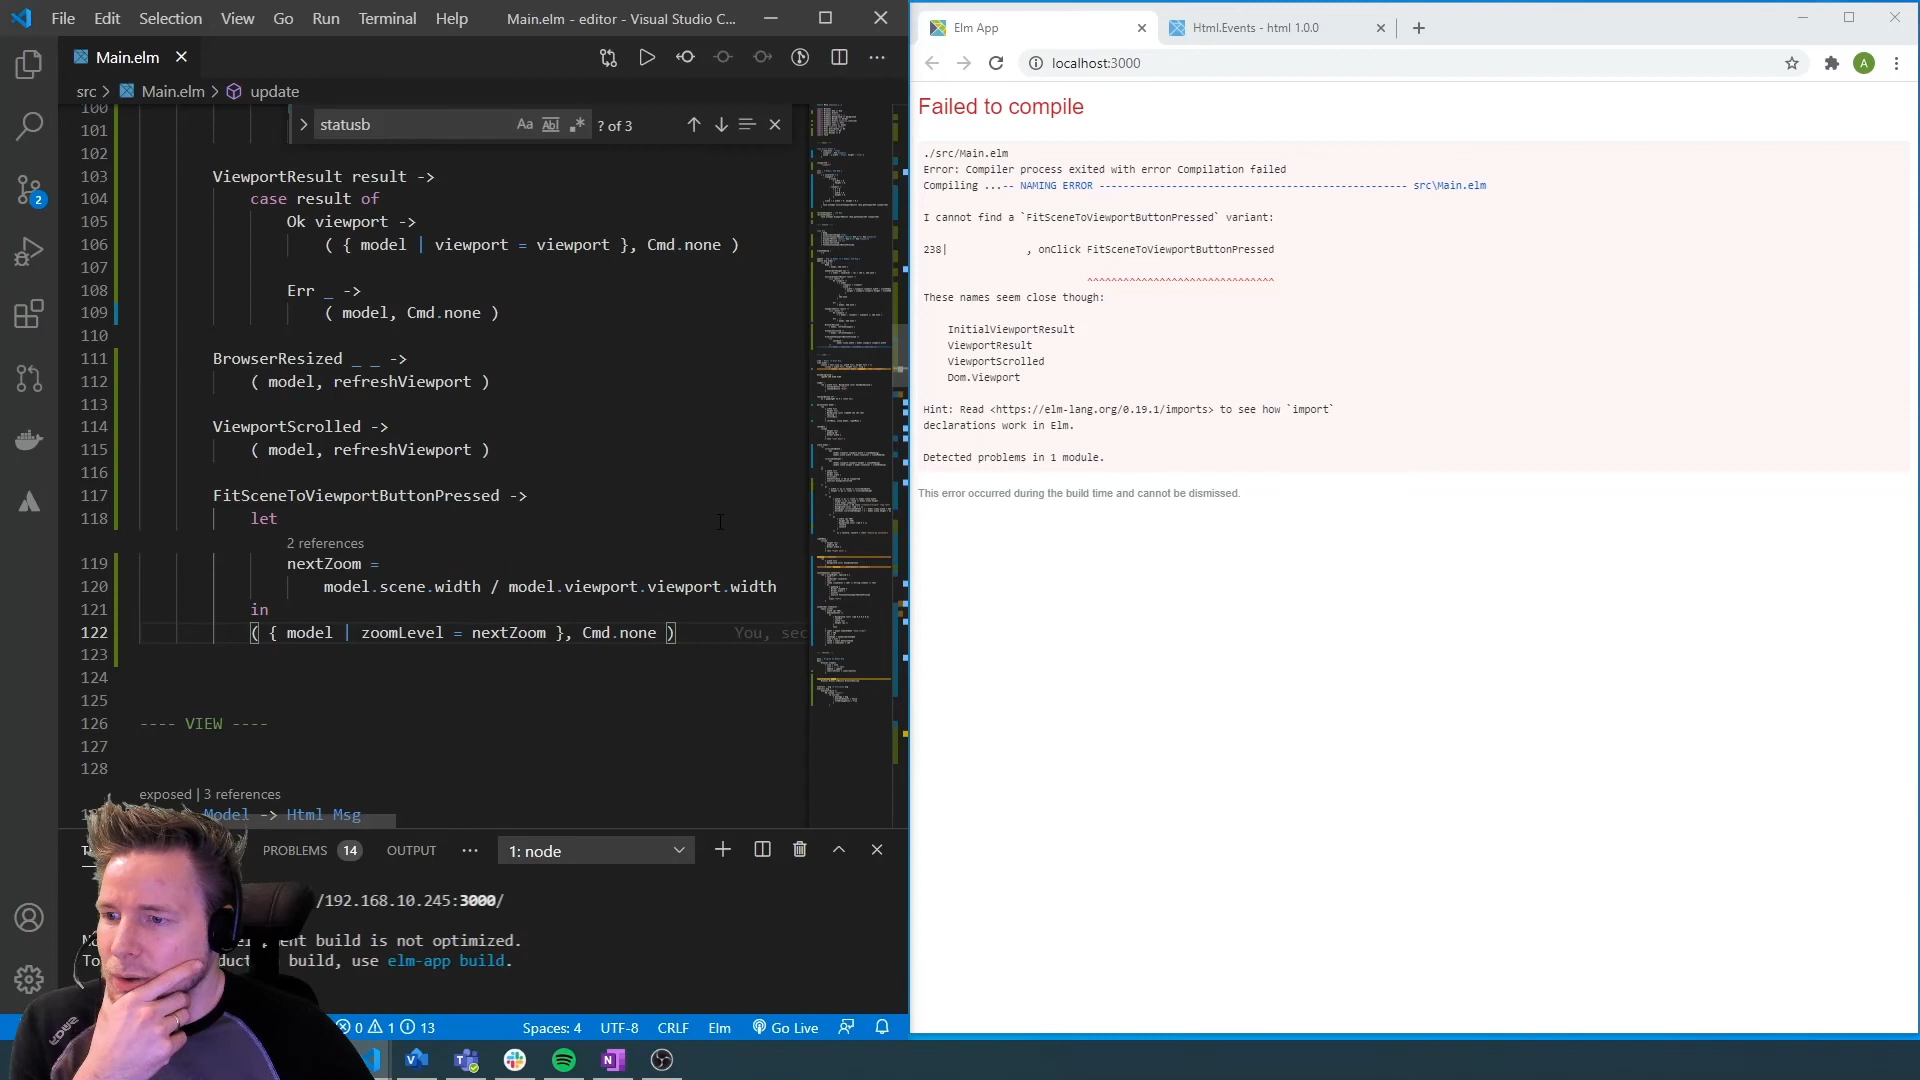 File Edit Selection View Go Run Terminal Help Main.elm - editor - Visual Studio C...
Main.elm
src > Main.elm > update
statusb Aa Abl .* ? of 3
100
101
102
103 ViewportResult result ->
104 case result of
105 Ok viewport ->
106 ( { model | viewport = viewport }, Cmd.none )
107
108 Err _ ->
109 ( model, Cmd.none )
110
111 BrowserResized _ _ ->
112 ( model, refreshViewport )
113
114 ViewportScrolled ->
115 ( model, refreshViewport )
116
117 FitSceneToViewportButtonPressed ->
118 let
2 references
119 nextZoom =
120 model.scene.width / model.viewport.viewport.width
121 in
122 ( { model | zoomLevel = nextZoom }, Cmd.none ) You, sec
123
124
125
126 ---- VIEW ----
127
128
exposed | 3 references
Model -> Html Msg
PROBLEMS 14 OUTPUT ... 1: node
/192.168.10.245:3000/
build is not optimized.
build, use elm-app build.
0 1 13 Spaces: 4 UTF-8 CRLF Elm Go Live
2
Elm App
Html.Events - html 1.0.0
localhost:3000
A
Failed to compile
./src/Main.elm
Error: Compiler process exited with error Compilation failed
Compiling ...-- NAMING ERROR --------------------------------------------------- src\Main.elm
I cannot find a `FitSceneToViewportButtonPressed` variant:
238| , onClick FitSceneToViewportButtonPressed
^^^^^^^^^^^^^^^^^^^^^^^^^^^^^^^
These names seem close though:
InitialViewportResult
ViewportResult
ViewportScrolled
Dom.Viewport
Hint: Read <https://elm-lang.org/0.19.1/imports> to see how `import`
declarations work in Elm.
Detected problems in 1 module.
This error occurred during the build time and cannot be dismissed.